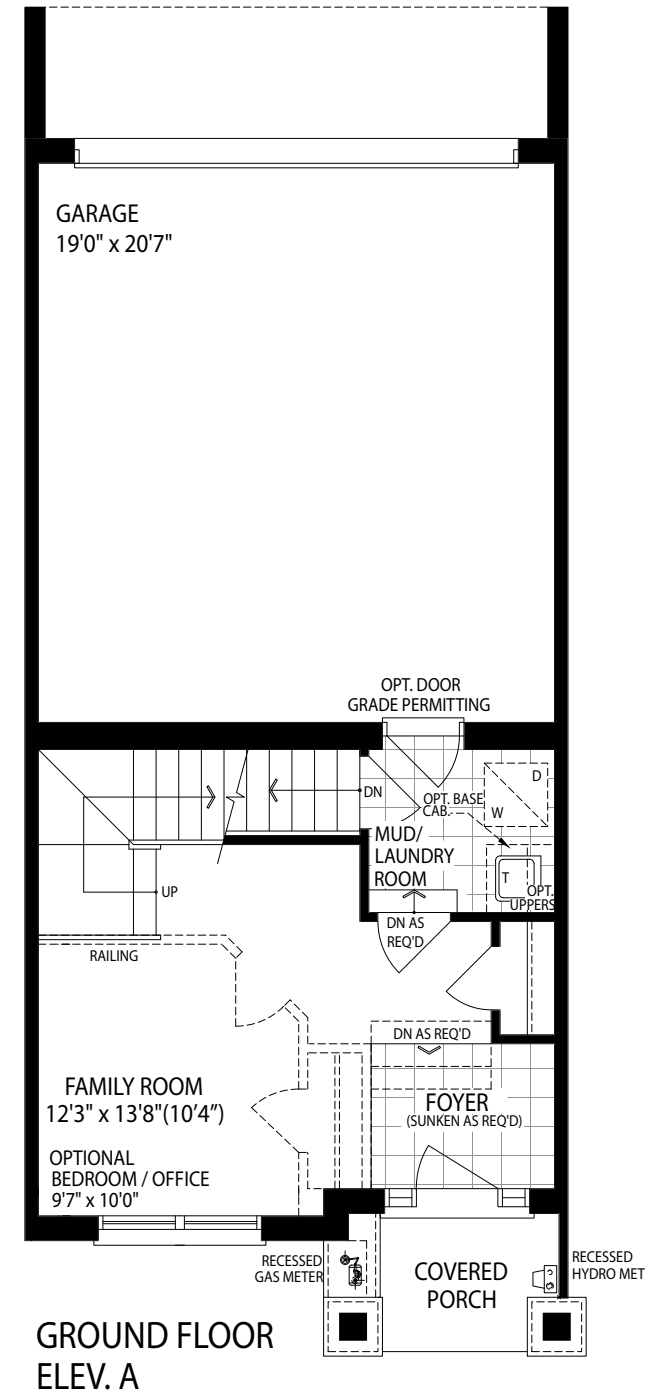 GARAGE
19'0" x 20'7"
OPT. DOOR
GRADE PERMITTING
DN
OPT. BASE
CAB.
D
W
MUD/
LAUNDRY
ROOM
T
OPT.
UPPERS
UP
DN AS
REQ'D
RAILING
DN AS REQ'D
FAMILY ROOM
12'3" x 13'8"(10’4”)
FOYER
(SUNKEN AS REQ'D)
OPTIONAL
BEDROOM / OFFICE
9'7" x 10'0"
RECESSED
GAS METER
COVERED
PORCH
RECESSED
HYDRO MET
GROUND FLOOR
ELEV. A